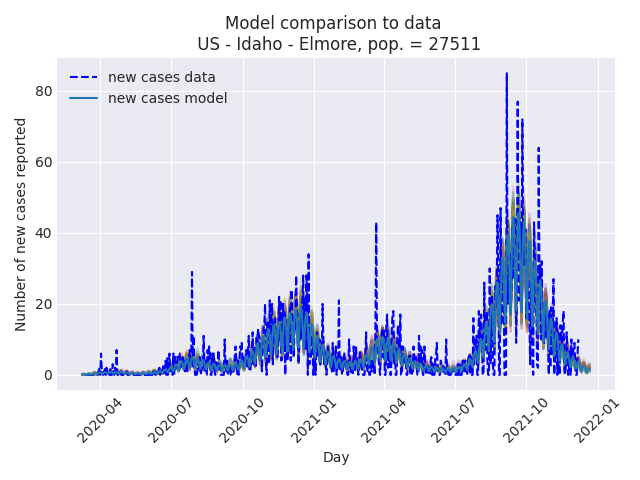 Model comparison to data
US - Idaho - Elmore, pop. = 27511
new cases data
new cases model
Number of new cases reported
80
60
40
20
0
2020-04
2020-07
2020-10
2021-01
2021-04
2021-07
2021-10
2022-01
Day